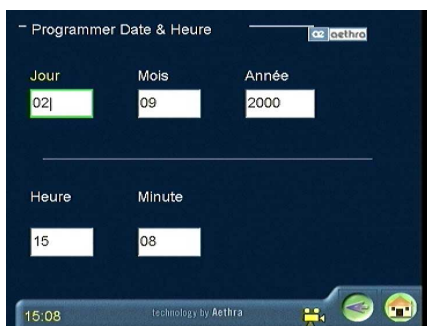 Programmer Date & Heure
aethra
Jour Mois Année
02 09 2000
Heure Minute
15 08
15:08 technology by Aethra